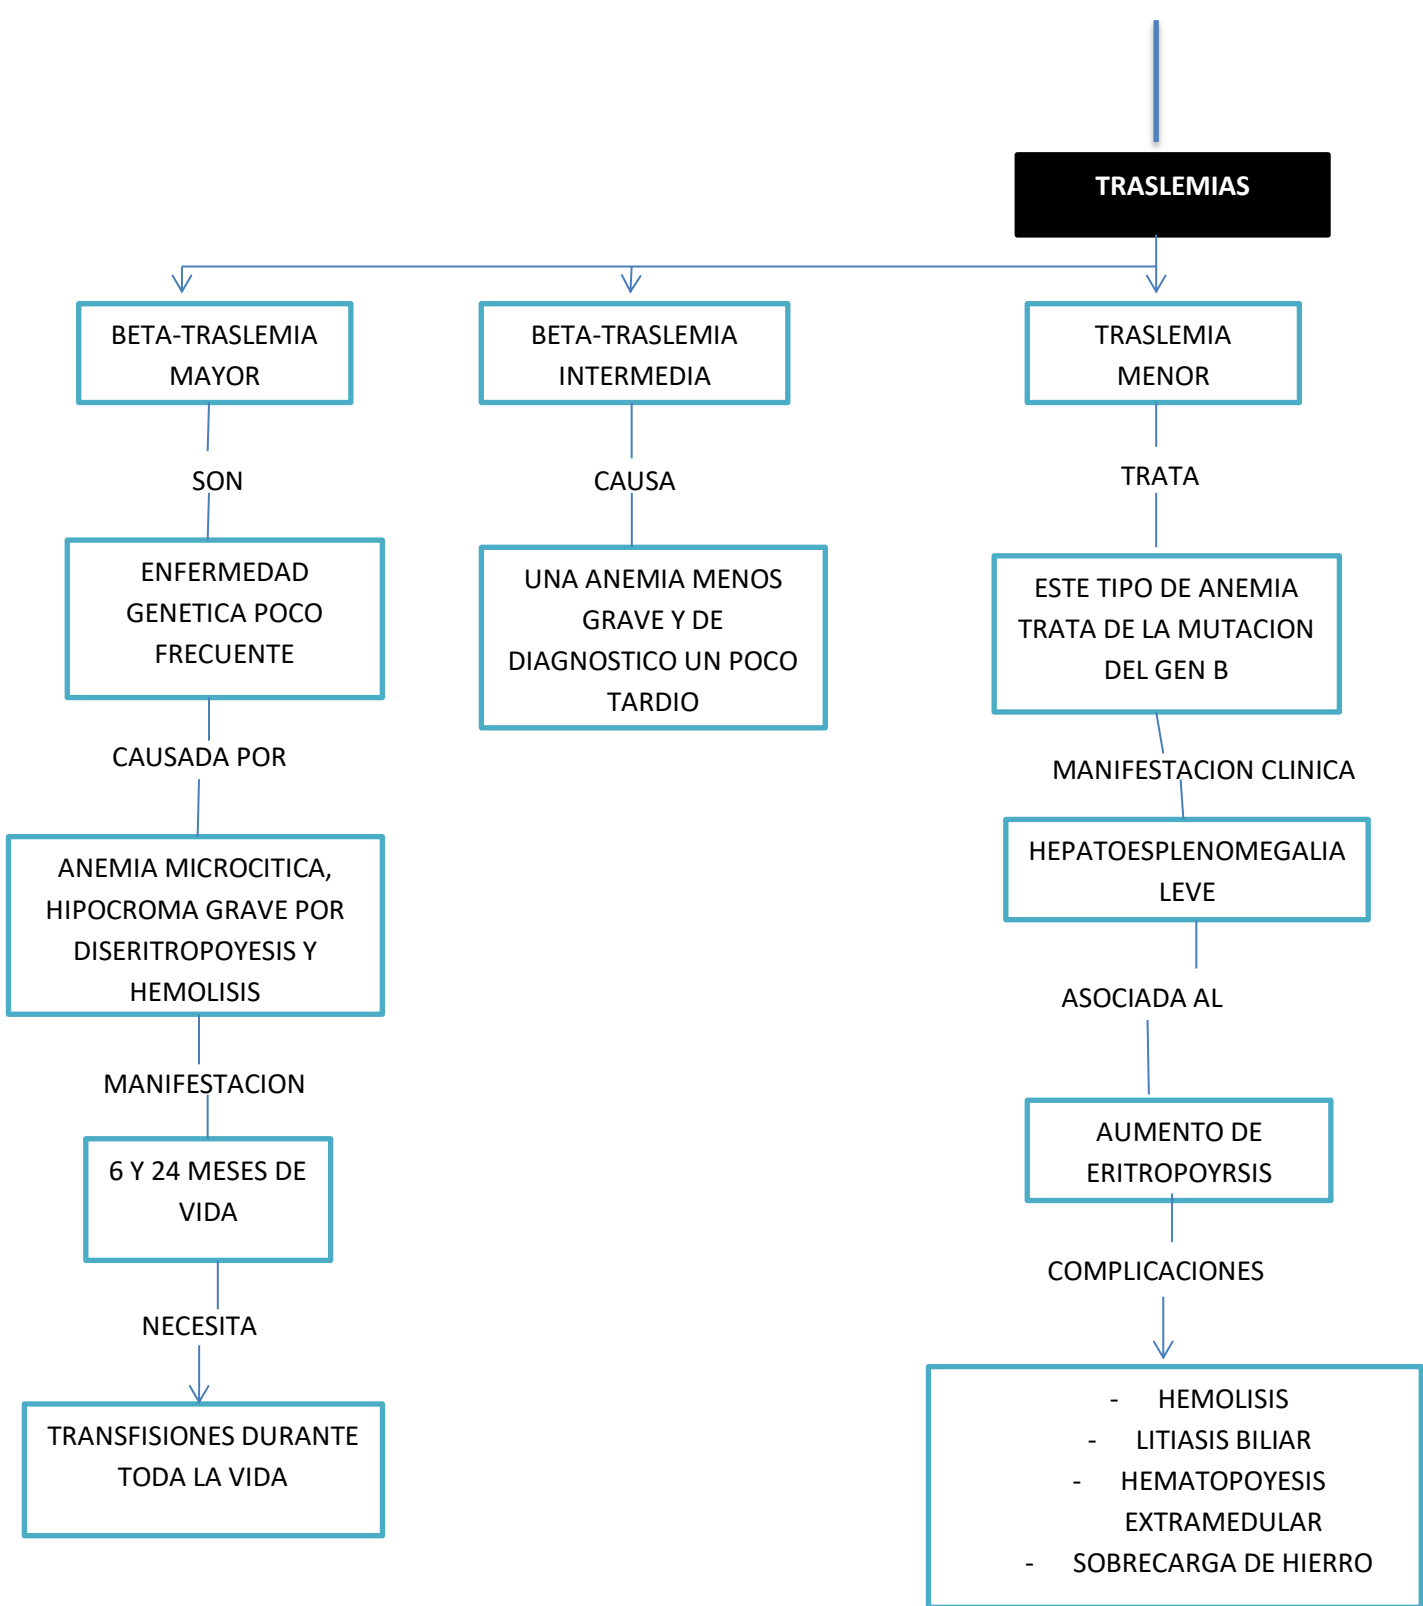 TRASLEMIAS
BETA-TRASLEMIA
MAYOR
SON
ENFERMEDAD
GENETICA POCO
FRECUENTE
CAUSADA POR
ANEMIA MICROCITICA,
HIPOCROMA GRAVE POR
DISERITROPOYESIS Y
HEMOLISIS
MANIFESTACION
6 Y 24 MESES DE
VIDA
NECESITA
TRANSFISIONES DURANTE
TODA LA VIDA
BETA-TRASLEMIA
INTERMEDIA
CAUSA
UNA ANEMIA MENOS
GRAVE Y DE
DIAGNOSTICO UN POCO
TARDIO
TRASLEMIA
MENOR
TRATA
ESTE TIPO DE ANEMIA
TRATA DE LA MUTACION
DEL GEN B
MANIFESTACION CLINICA
HEPATOESPLENOMEGALIA
LEVE
ASOCIADA AL
AUMENTO DE
ERITROPOYRSIS
COMPLICACIONES
- HEMOLISIS
- LITIASIS BILIAR
- HEMATOPOYESIS
EXTRAMEDULAR
- SOBRECARGA DE HIERRO